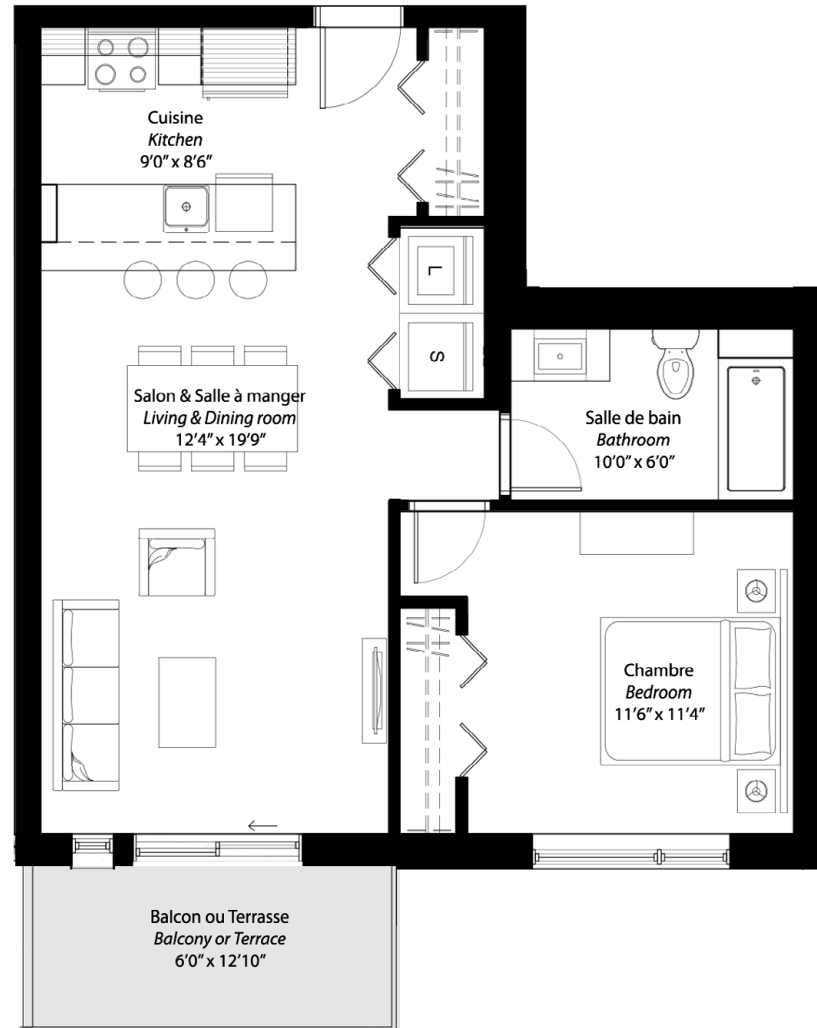 Cuisine
Kitchen
9'0" x 8'6"
L
S
Salon & Salle à manger
Living & Dining room
12'4" x 19'9"
Salle de bain
Bathroom
10'0" x 6'0"
Chambre
Bedroom
11'6" x 11'4"
Balcon ou Terrasse
Balcony or Terrace
6'0" x 12'10"